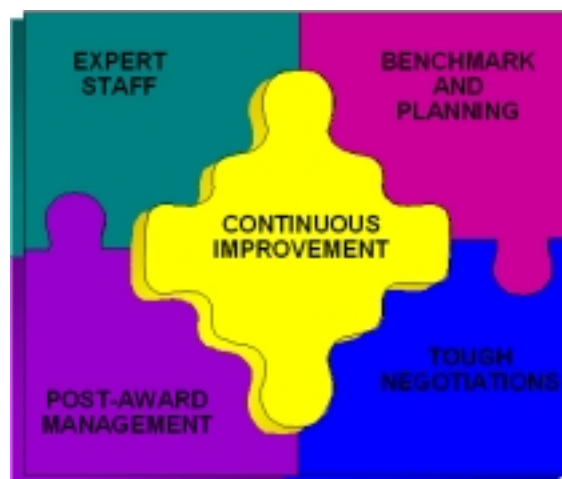 EXPERT
STAFF
BENCHMARK
AND
PLANNING
CONTINUOUS
IMPROVEMENT
POST-AWARD
MANAGEMENT
TOUGH
NEGOTIATIONS